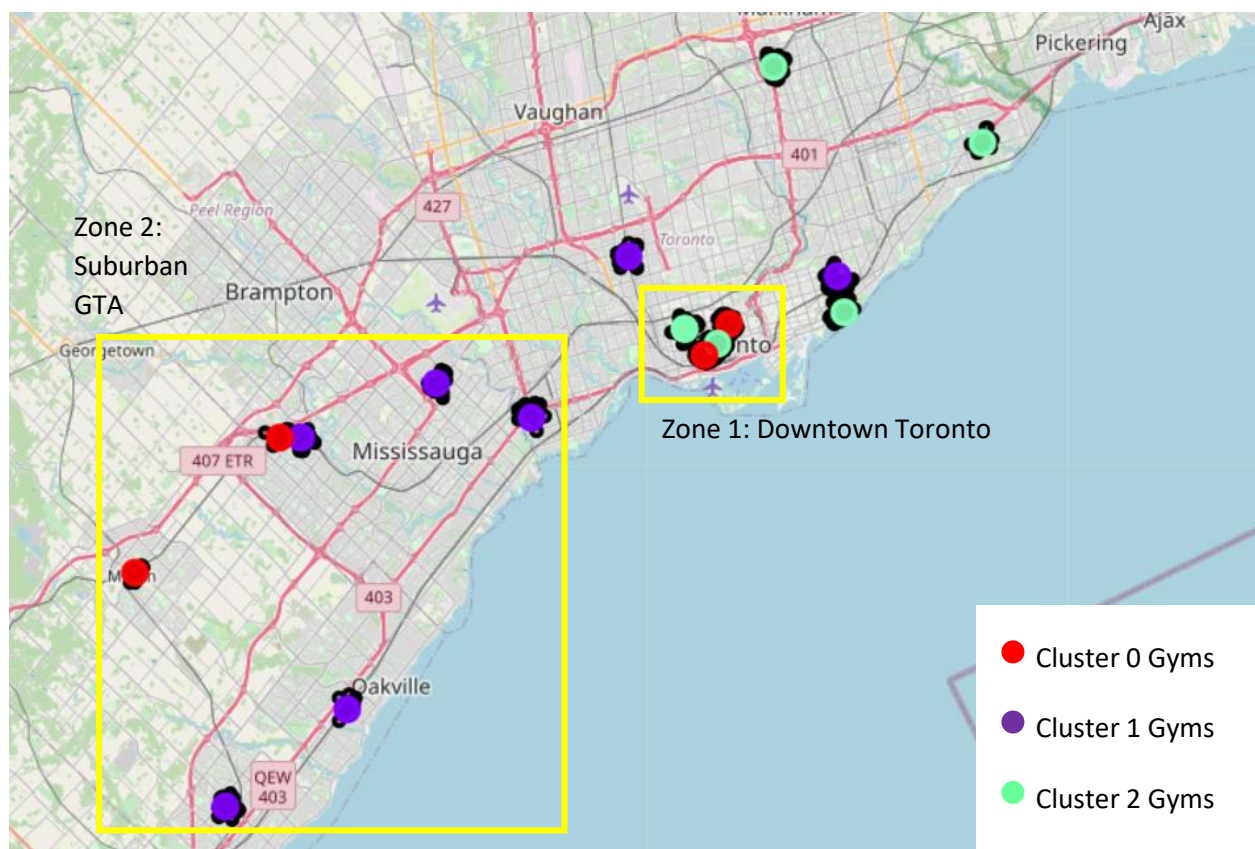 Markham
Ajax
Pickering
Vaughan
401
Peel Region
427
Toronto
Zone 2:
Suburban
GTA
Brampton
Georgetown
nto
Zone 1: Downtown Toronto
Mississauga
407 ETR
M n
403
Oakville
QEW
403
Cluster 0 Gyms
Cluster 1 Gyms
Cluster 2 Gyms